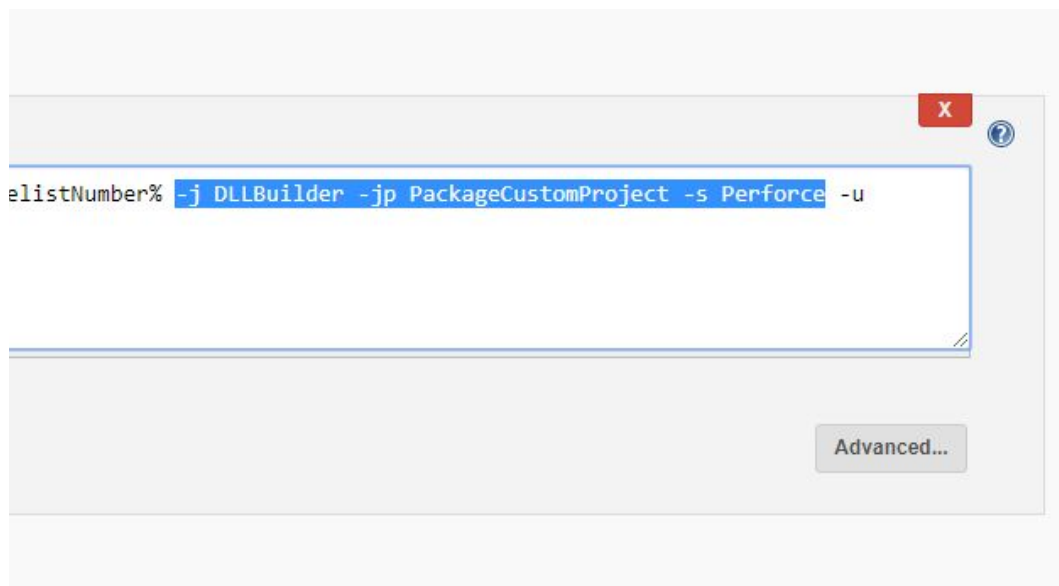 X
?
elistNumber% -j DLLBuilder -jp PackageCustomProject -s Perforce -u
Advanced...